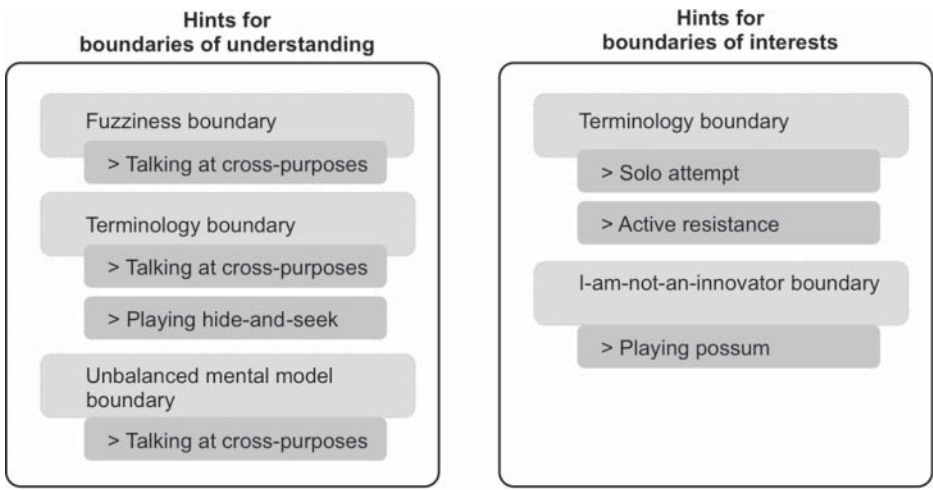 Hints for
boundaries of understanding
Fuzziness boundary
> Talking at cross-purposes
Terminology boundary
> Talking at cross-purposes
> Playing hide-and-seek
Unbalanced mental model
boundary
> Talking at cross-purposes
Hints for
boundaries of interests
Terminology boundary
> Solo attempt
> Active resistance
I-am-not-an-innovator boundary
> Playing possum